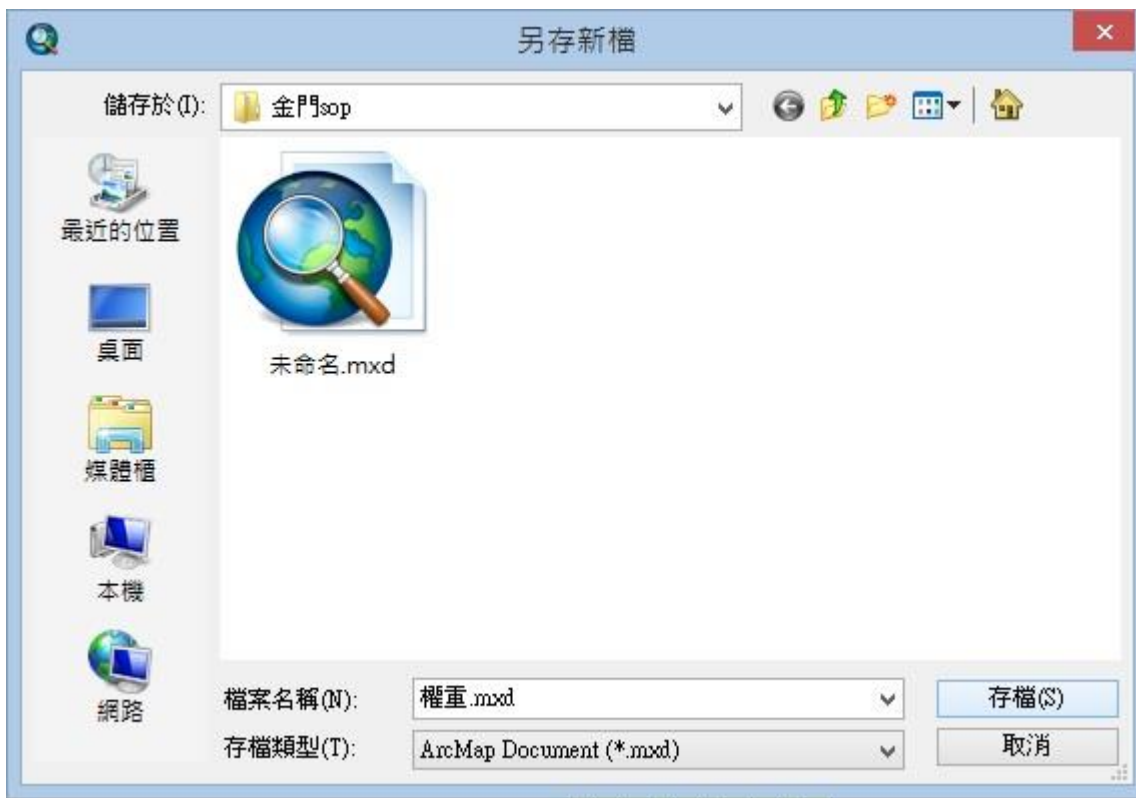 另存新檔
儲存於(I): 金門sop
最近的位置
桌面
未命名.mxd
媒體櫃
本機
網路
檔案名稱(N): 權重.mxd 存檔(S)
存檔類型(T): ArcMap Document (*.mxd) 取消